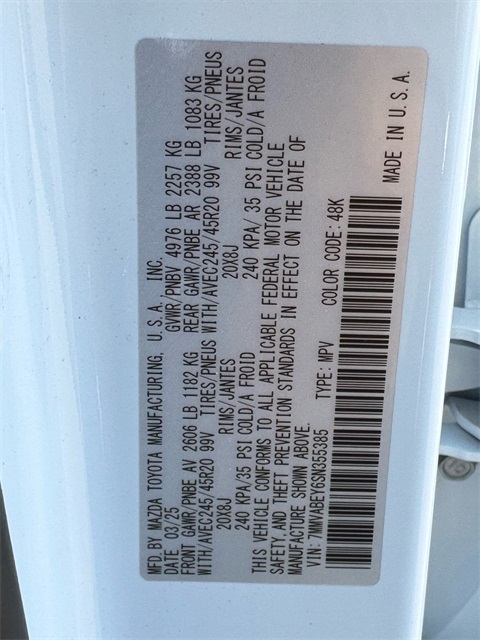 MFD.BY MAZDA TOYOTA MANUFACTURING, U.S.A. INC.
DATE 03/25 GVWR/PNBV 4976 LB 2257 KG
FRONT GAWR/PNBE AV 2606 LB 1182 KG REAR GAWR/PNBE AR 2388 LB 1083 KG
WITH/AVEC245/45R20 99V TIRES/PNEUS WITH/AVEC245/45R20 99V TIRES/PNEUS
20X8J RIMS/JANTES 20X8J RIMS/JANTES
240 KPA/35 PSI COLD/A FROID 240 KPA/35 PSI COLD/A FROID
THIS VEHICLE CONFORMS TO ALL APPLICABLE FEDERAL MOTOR VEHICLE
SAFETY, AND THEFT PREVENTION STANDARDS IN EFFECT ON THE DATE OF
MANUFACTURE SHOWN ABOVE.
VIN: 7MMVABEY6SN355385 TYPE: MPV COLOR CODE: 48K
MADE IN U.S.A.